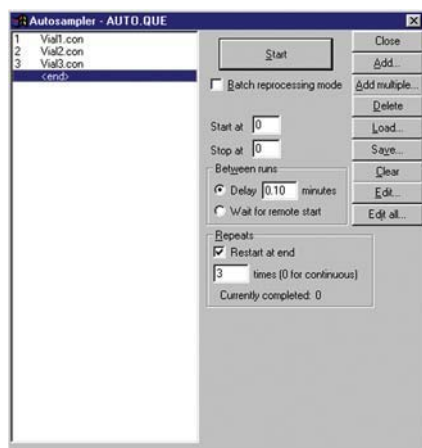 Autosampler - AUTO.QUE
1 Vial1.con
2 Vial2.con
3 Vial3.con
<end>
Start
Batch reprocessing mode
Start at 0
Stop at 0
Between runs
Delay 0.10 minutes
Wait for remote start
Repeats
Restart at end
3 times (0 for continuous)
Currently completed: 0
Close
Add...
Add multiple...
Delete
Load...
Save...
Clear
Edit...
Edit all...